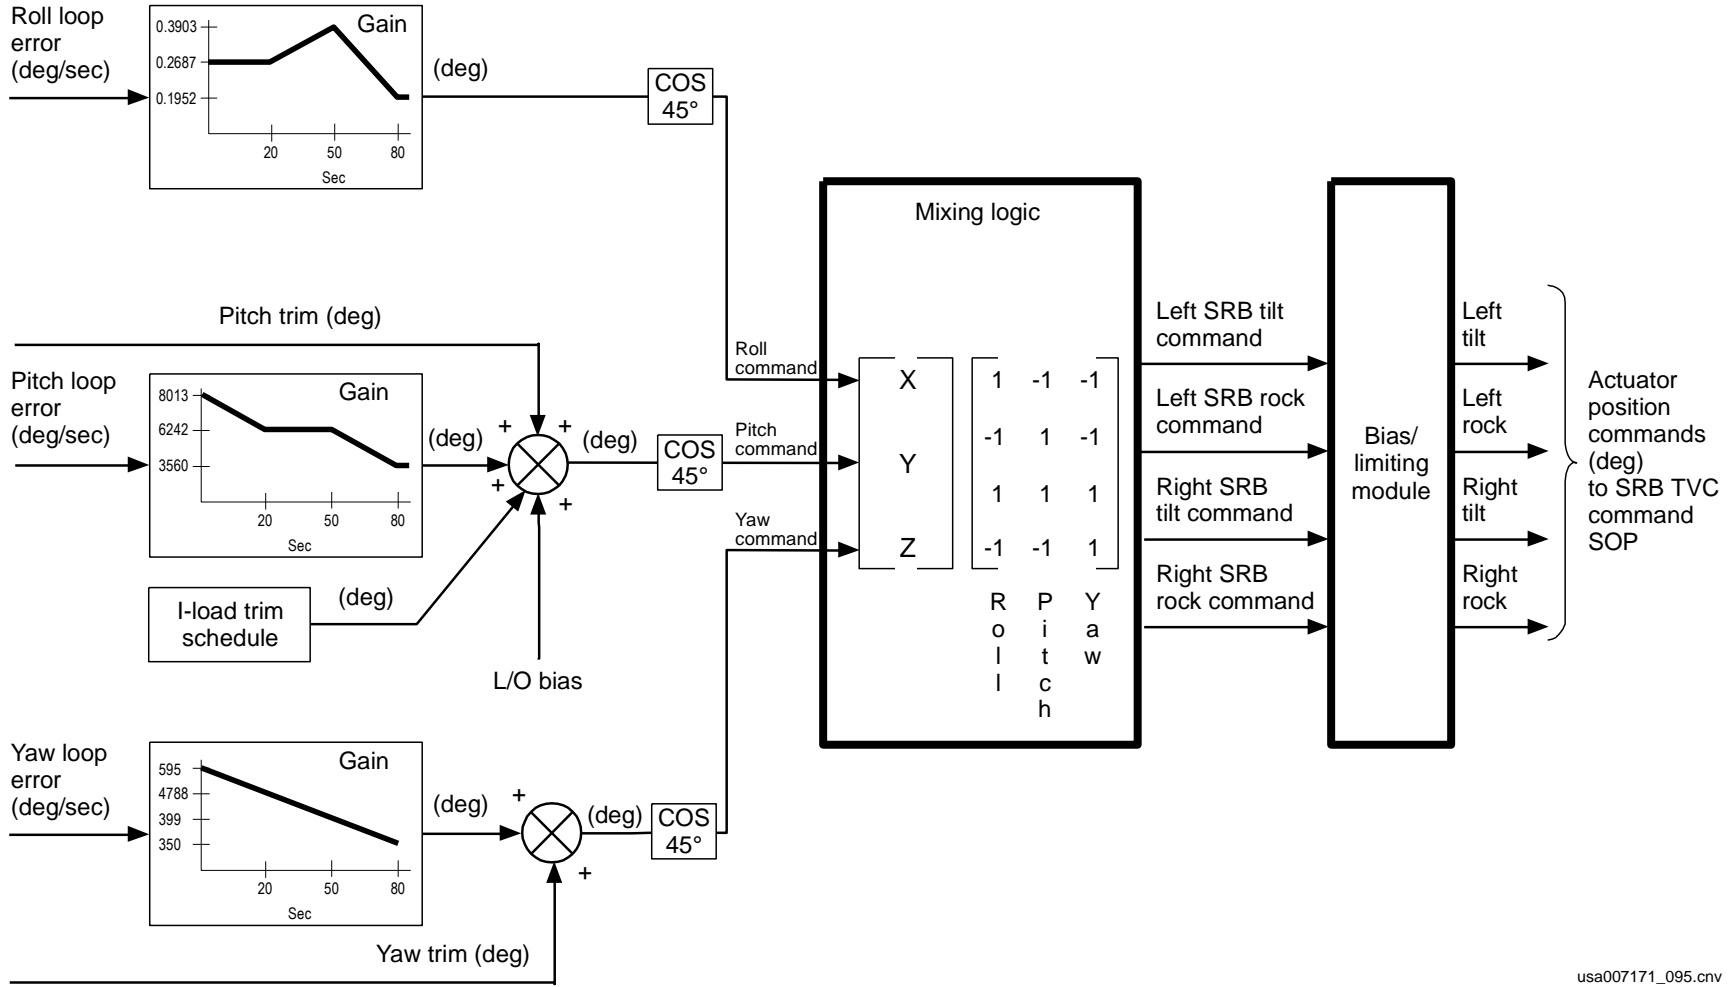 Roll loop
error
(deg/sec)
Gain
0.3903
0.2687
0.1952
20 50 80
Sec
(deg)
COS
45°
Pitch trim (deg)
Pitch loop
error
(deg/sec)
Gain
8013
6242
3560
20 50 80
Sec
(deg)
+ +
+ +
(deg)
COS
45°
I-load trim
schedule
(deg)
L/O bias
Yaw loop
error
(deg/sec)
Gain
595
4788
399
350
20 50 80
Sec
(deg)
+
+
(deg)
COS
45°
Yaw trim (deg)
Roll
command
Pitch
command
Yaw
command
Mixing logic
X
Y
Z
1 -1 -1
-1 1 -1
1 1 1
-1 -1 1
Roll
Pitch
Yaw
Left SRB tilt
command
Left SRB rock
command
Right SRB
tilt command
Right SRB
rock command
Bias/
limiting
module
Left
tilt
Left
rock
Right
tilt
Right
rock
Actuator
position
commands
(deg)
to SRB TVC
command
SOP
usa007171_095.cnv